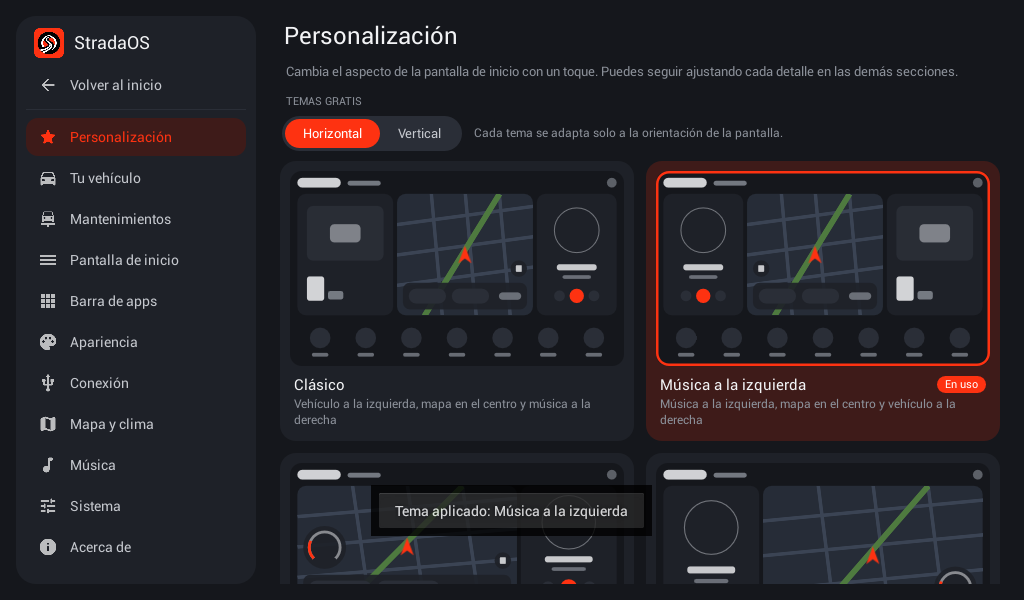 StradaOS
Volver al inicio
Personalización
Tu vehículo
Mantenimientos
Pantalla de inicio
Barra de apps
Apariencia
Conexión
Mapa y clima
Música
Sistema
Acerca de
Personalización
Cambia el aspecto de la pantalla de inicio con un toque. Puedes seguir ajustando cada detalle en las demás secciones.
TEMAS GRATIS
Horizontal
Vertical
Cada tema se adapta solo a la orientación de la pantalla.
Clásico
Vehículo a la izquierda, mapa en el centro y música a la
derecha
Música a la izquierda
En uso
Música a la izquierda, mapa en el centro y vehículo a la
derecha
Tema aplicado: Música a la izquierda